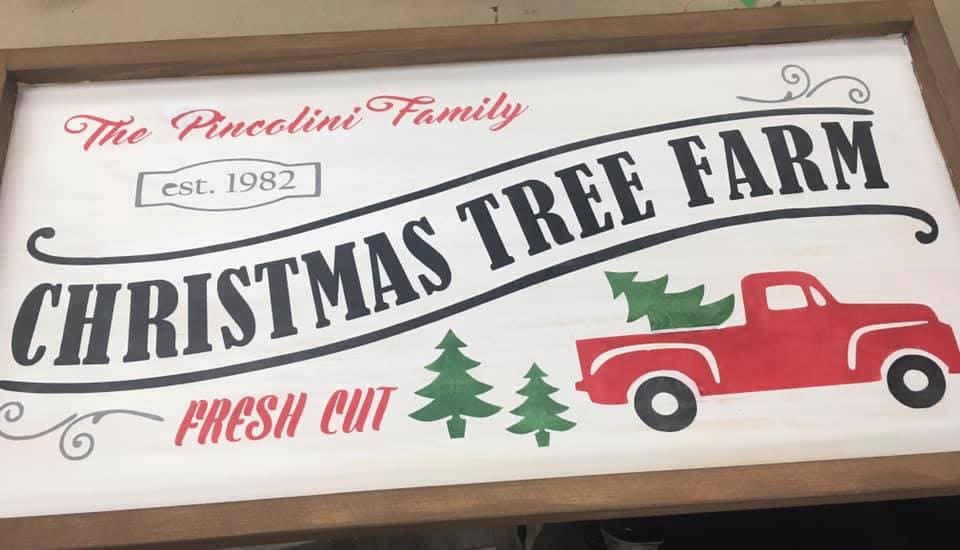 The Pincolini Family
est. 1982
CHRISTMAS TREE FARM
FRESH CUT